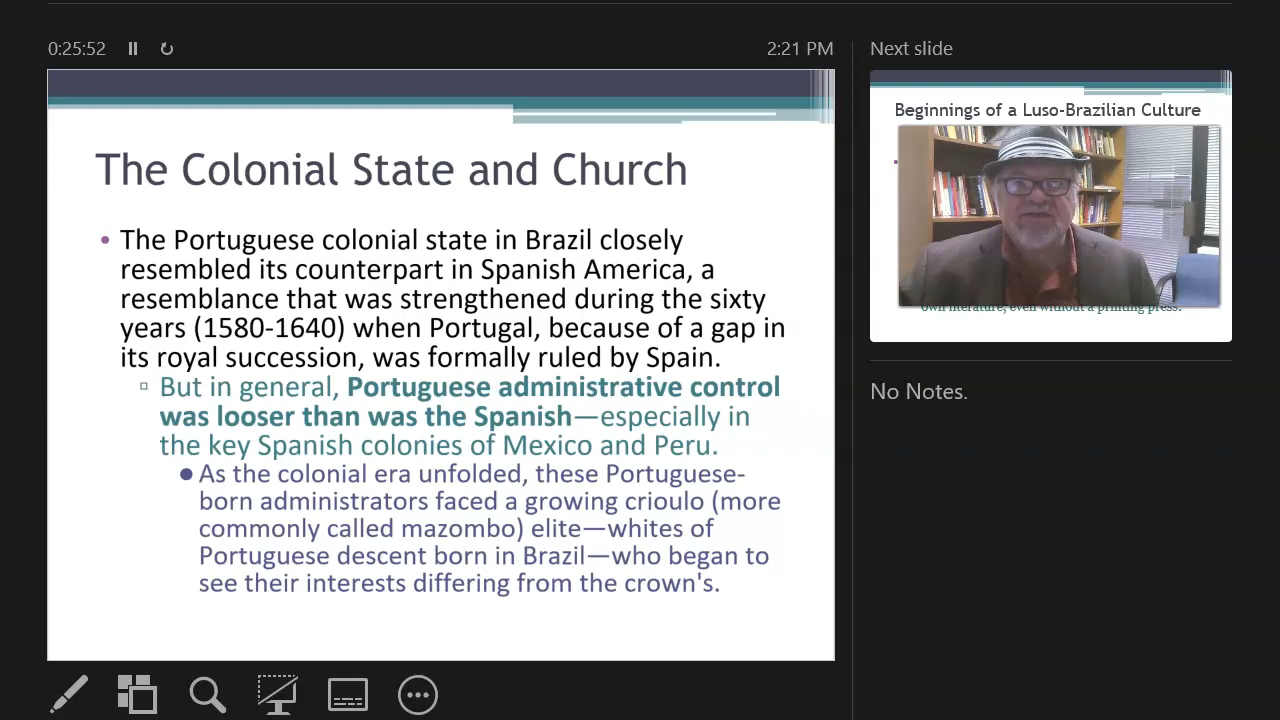 0:25:52
2:21 PM
Next slide
The Colonial State and Church
• The Portuguese colonial state in Brazil closely
resembled its counterpart in Spanish America, a
resemblance that was strengthened during the sixty
years (1580-1640) when Portugal, because of a gap in
its royal succession, was formally ruled by Spain.
▫ But in general, Portuguese administrative control
was looser than was the Spanish—especially in
the key Spanish colonies of Mexico and Peru.
● As the colonial era unfolded, these Portuguese-
born administrators faced a growing crioulo (more
commonly called mazombo) elite—whites of
Portuguese descent born in Brazil—who began to
see their interests differing from the crown's.
Beginnings of a Luso-Brazilian Culture
own literature, even without a printing press.
No Notes.